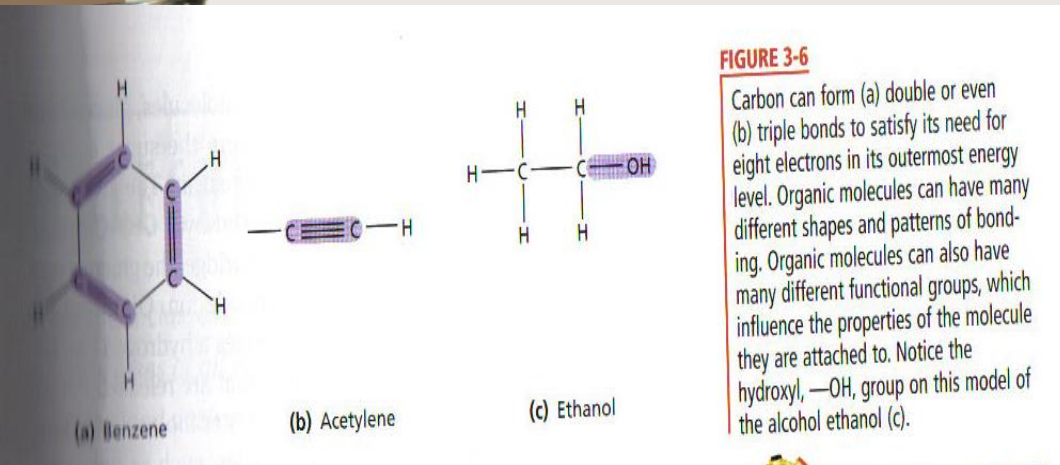 FIGURE 3-6
Carbon can form (a) double or even
(b) triple bonds to satisfy its need for
eight electrons in its outermost energy
level. Organic molecules can have many
different shapes and patterns of bond-
ing. Organic molecules can also have
many different functional groups, which
influence the properties of the molecule
they are attached to. Notice the
hydroxyl, —OH, group on this model of
the alcohol ethanol (c).
H
H
H
C
H
C
C
C
C
C
H
H
H
(a) Benzene
C
C
H
(b) Acetylene
H H
H C C OH
H H
(c) Ethanol